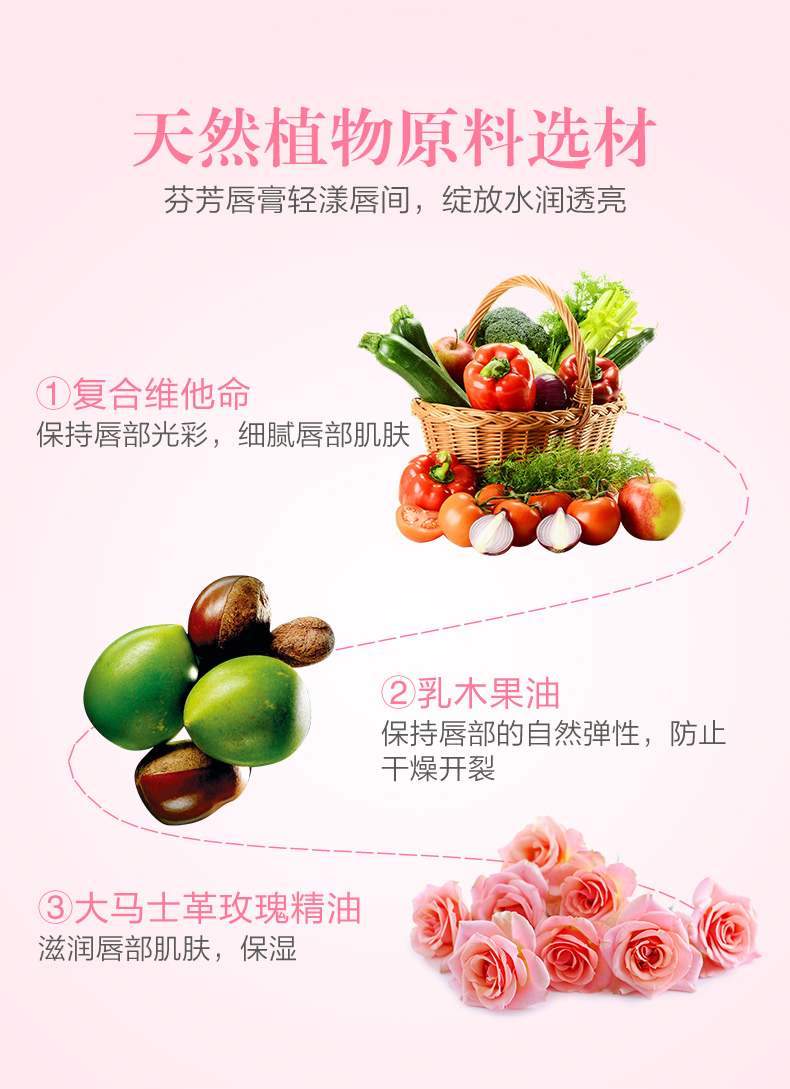 天然植物原料选材
芬芳唇膏轻漾唇间，绽放水润透亮
①复合维他命
保持唇部光彩，细腻唇部肌肤
②乳木果油
保持唇部的自然弹性，防止
干燥开裂
③大马士革玫瑰精油
滋润唇部肌肤，保湿